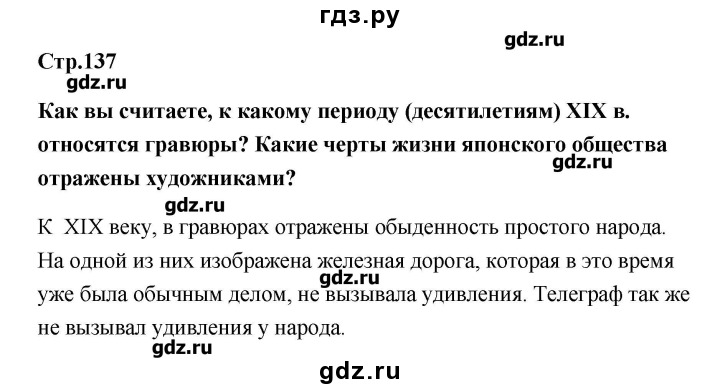 гдз.ру
gdz.ru
Стр.137
gdz.ru
Как вы считаете, к какому периоду (десятилетиям) XIX в.
относятся гравюры? Какие черты жизни японского общества
gdz.ru
отражены художниками?
gdz.ru
К XIX веку, в гравюрах отражены обыденность простого народа.
На одной из них изображена железная дорога, которая в это время
gdz.ru
уже была обычным делом, не вызывала удивления. Телеграф так же
не вызывал удивления у народа.
gdz.ru
gdz.ru